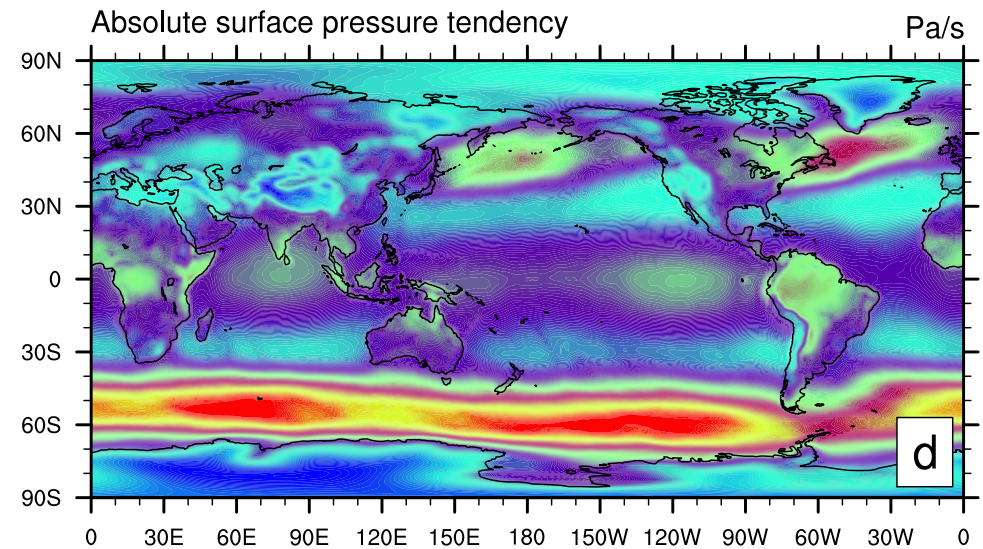 Absolute surface pressure tendency Pa/s
90N
60N
30N
0
30S
60S
90S
d
0 30E 60E 90E 120E 150E 180 150W 120W 90W 60W 30W 0